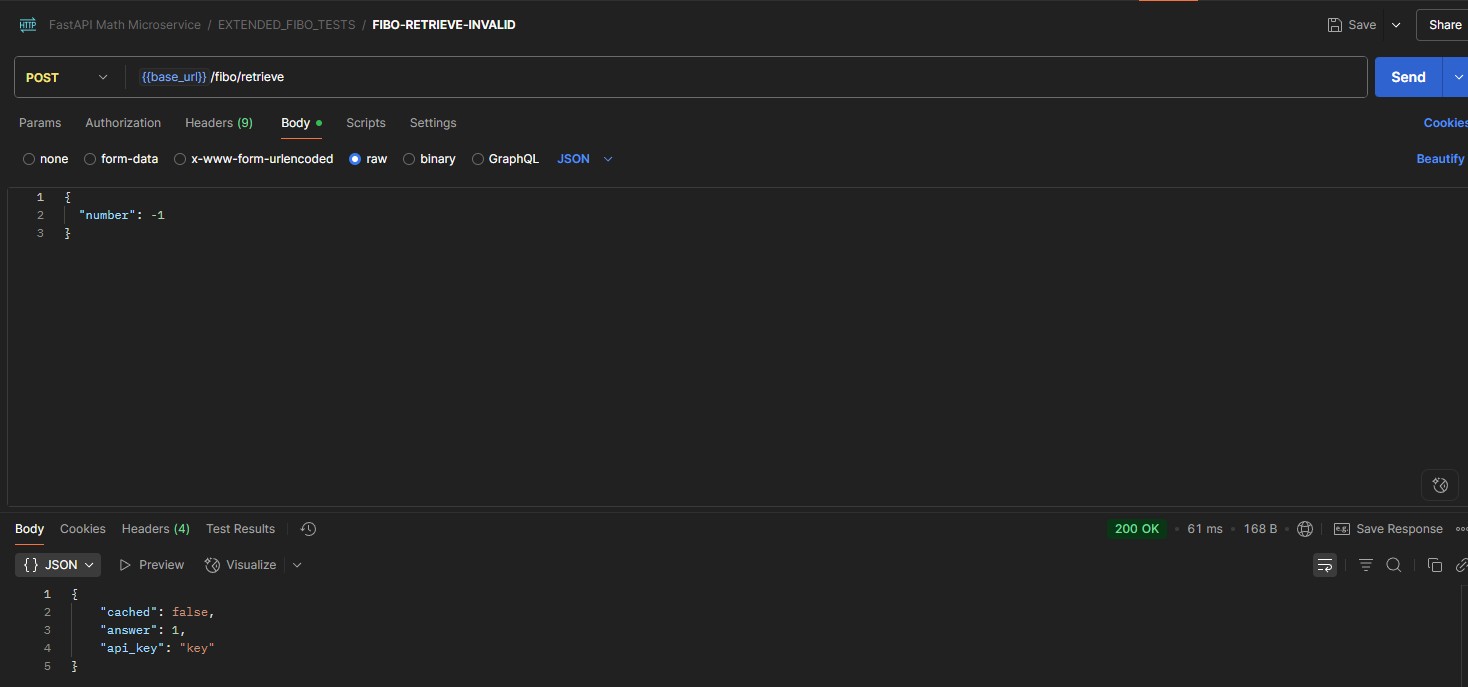 HTTP FastAPI Math Microservice / EXTENDED_FIBO_TESTS / FIBO-RETRIEVE-INVALID Save Share
POST {{base_url}} /fibo/retrieve Send
Params Authorization Headers (9) Body Scripts Settings Cookies
none form-data x-www-form-urlencoded raw binary GraphQL JSON Beautify
1 {
2 "number": -1
3 }
Body Cookies Headers (4) Test Results 200 OK 61 ms 168 B e.g. Save Response
{} JSON Preview Visualize
1 {
2 "cached": false,
3 "answer": 1,
4 "api_key": "key"
5 }